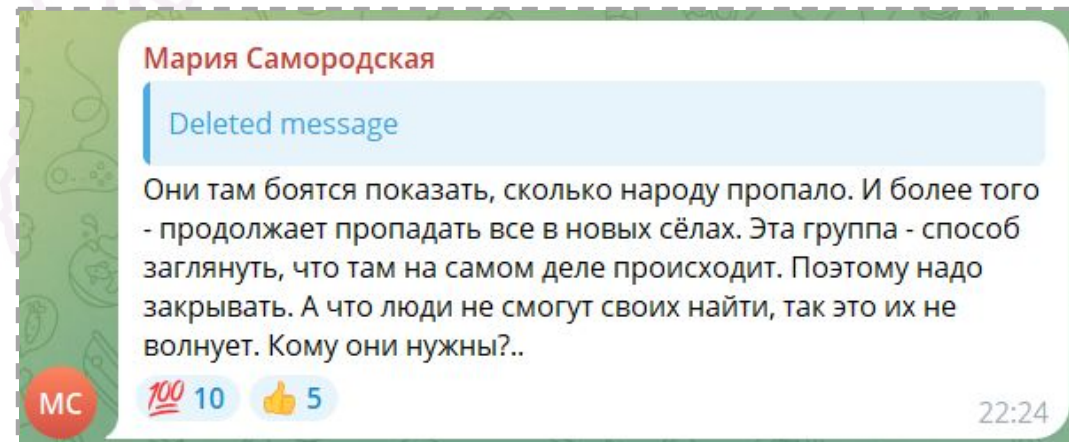 Мария Самородская
Deleted message
Они там боятся показать, сколько народу пропало. И более того
- продолжает пропадать все в новых сёлах. Эта группа - способ
заглянуть, что там на самом деле происходит. Поэтому надо
закрывать. А что люди не смогут своих найти, так это их не
волнует. Кому они нужны?..
💯 10 👍 5
МС
22:24